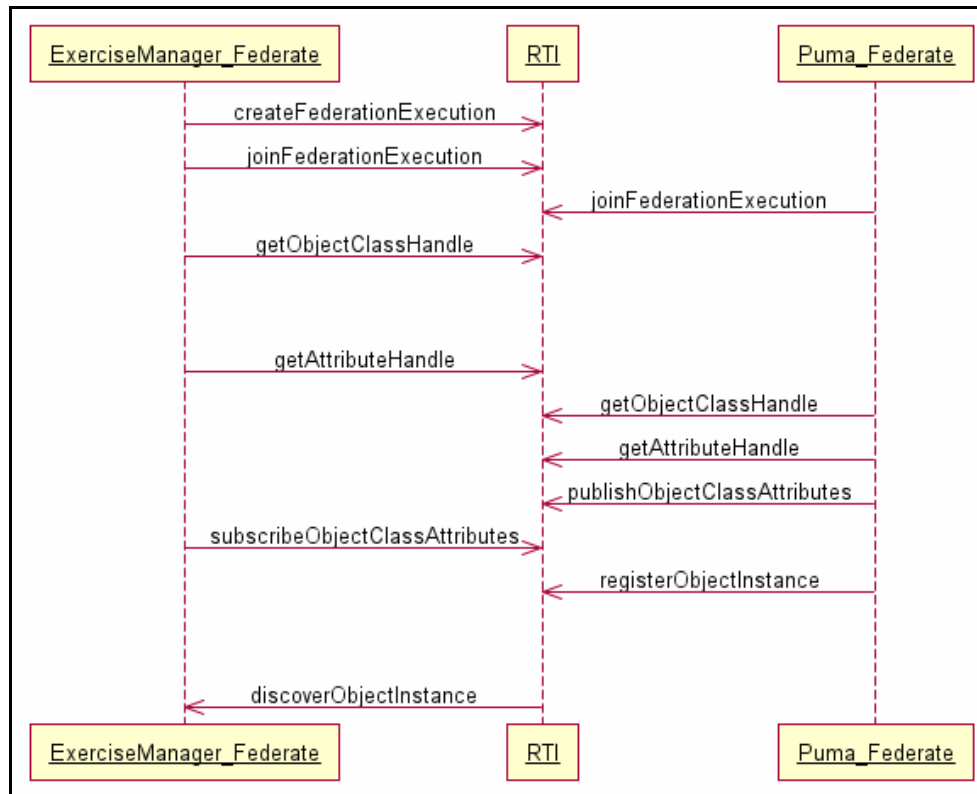 ExerciseManager_Federate
RTI
Puma_Federate
createFederationExecution
joinFederationExecution
joinFederationExecution
getObjectClassHandle
getAttributeHandle
getObjectClassHandle
getAttributeHandle
publishObjectClassAttributes
subscribeObjectClassAttributes
registerObjectInstance
discoverObjectInstance
ExerciseManager_Federate
RTI
Puma_Federate